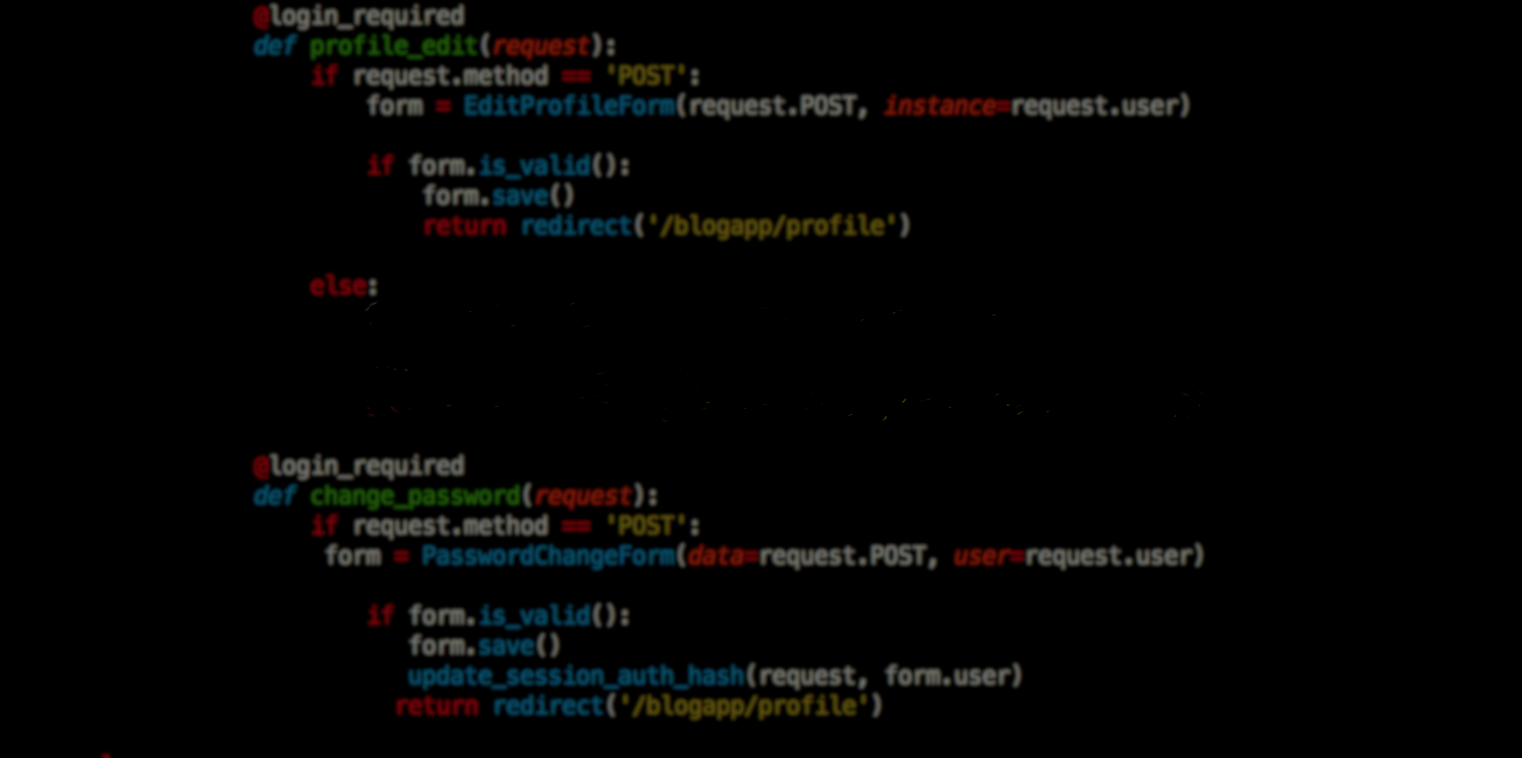 @login_required
def profile_edit(request):
if request.method == 'POST':
form = EditProfileForm(request.POST, instance=request.user)
if form.is_valid():
form.save()
return redirect('/blogapp/profile')
else:
@login_required
def change_password(request):
if request.method == 'POST':
form = PasswordChangeForm(data=request.POST, user=request.user)
if form.is_valid():
form.save()
update_session_auth_hash(request, form.user)
return redirect('/blogapp/profile')